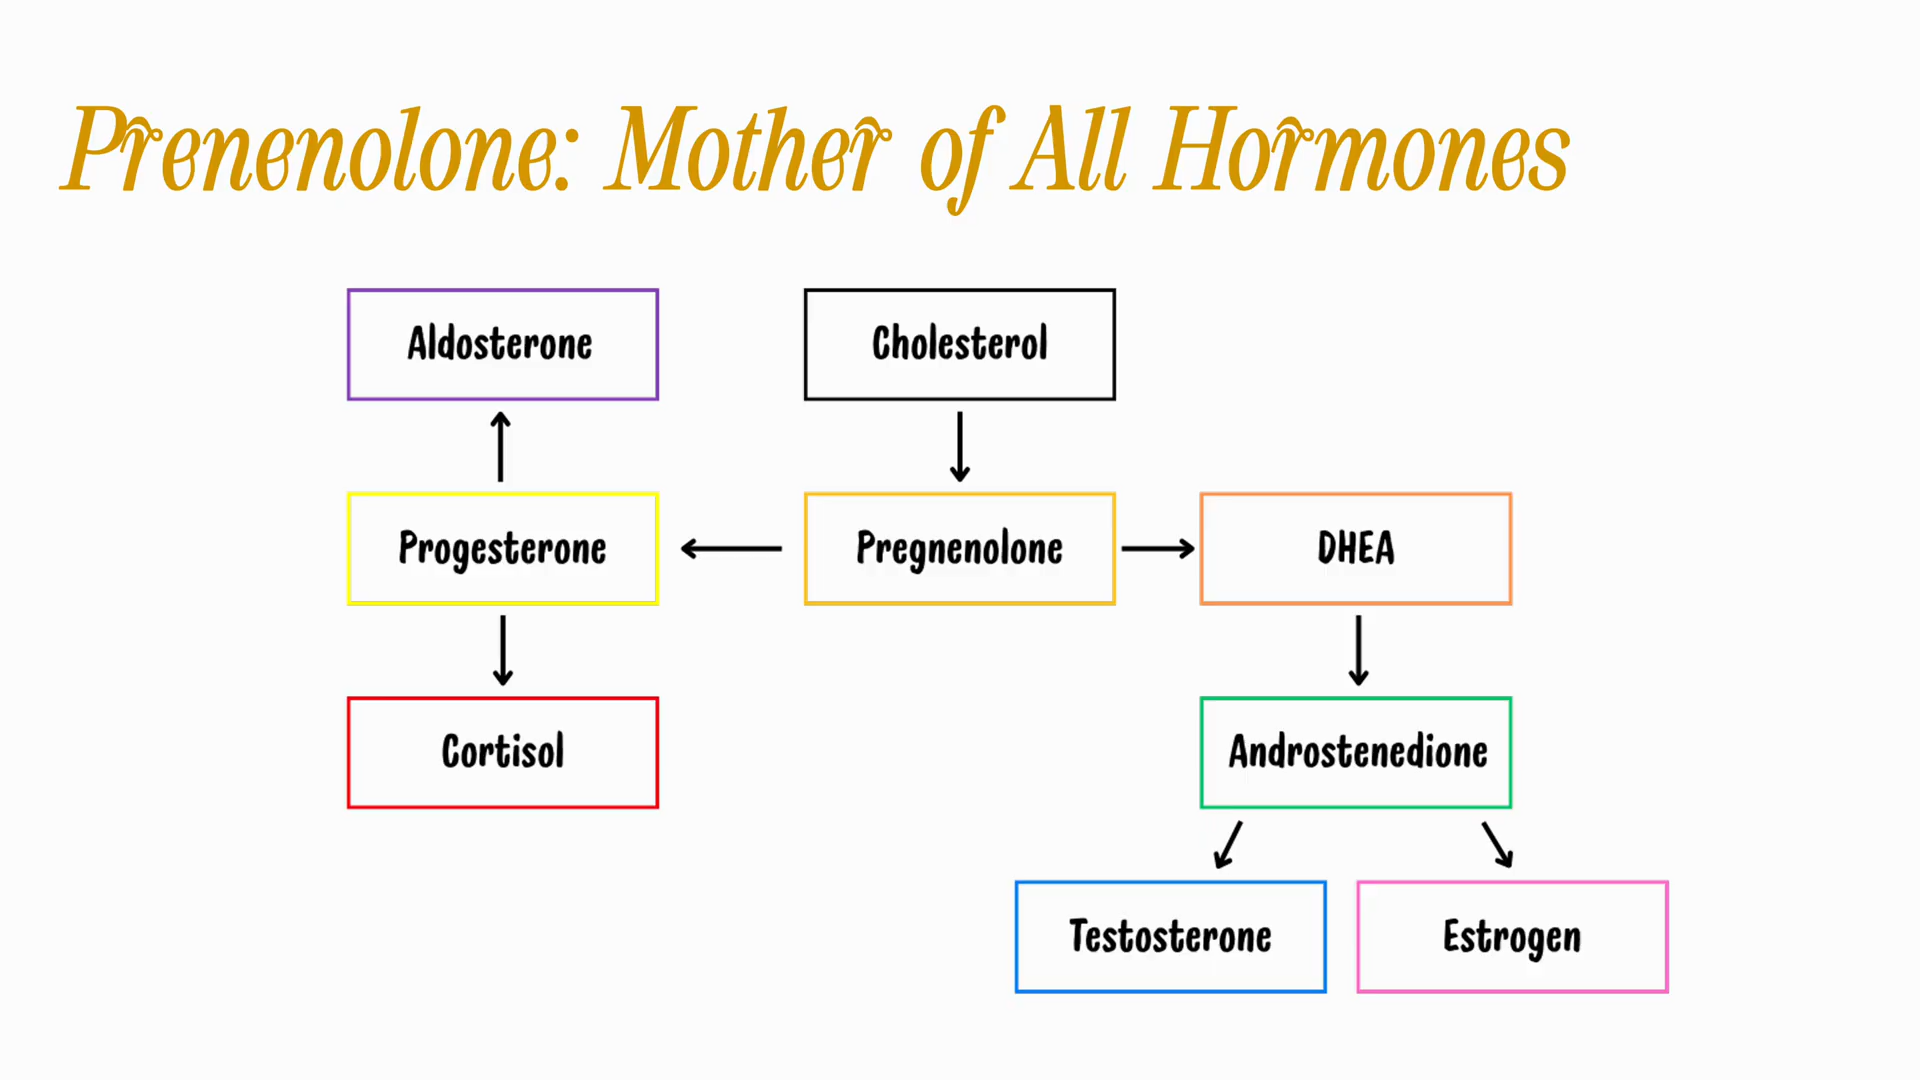 Prenenolone: Mother of All Hormones
Aldosterone
Cholesterol
Progesterone
Pregnenolone
DHEA
Cortisol
Androstenedione
Testosterone
Estrogen